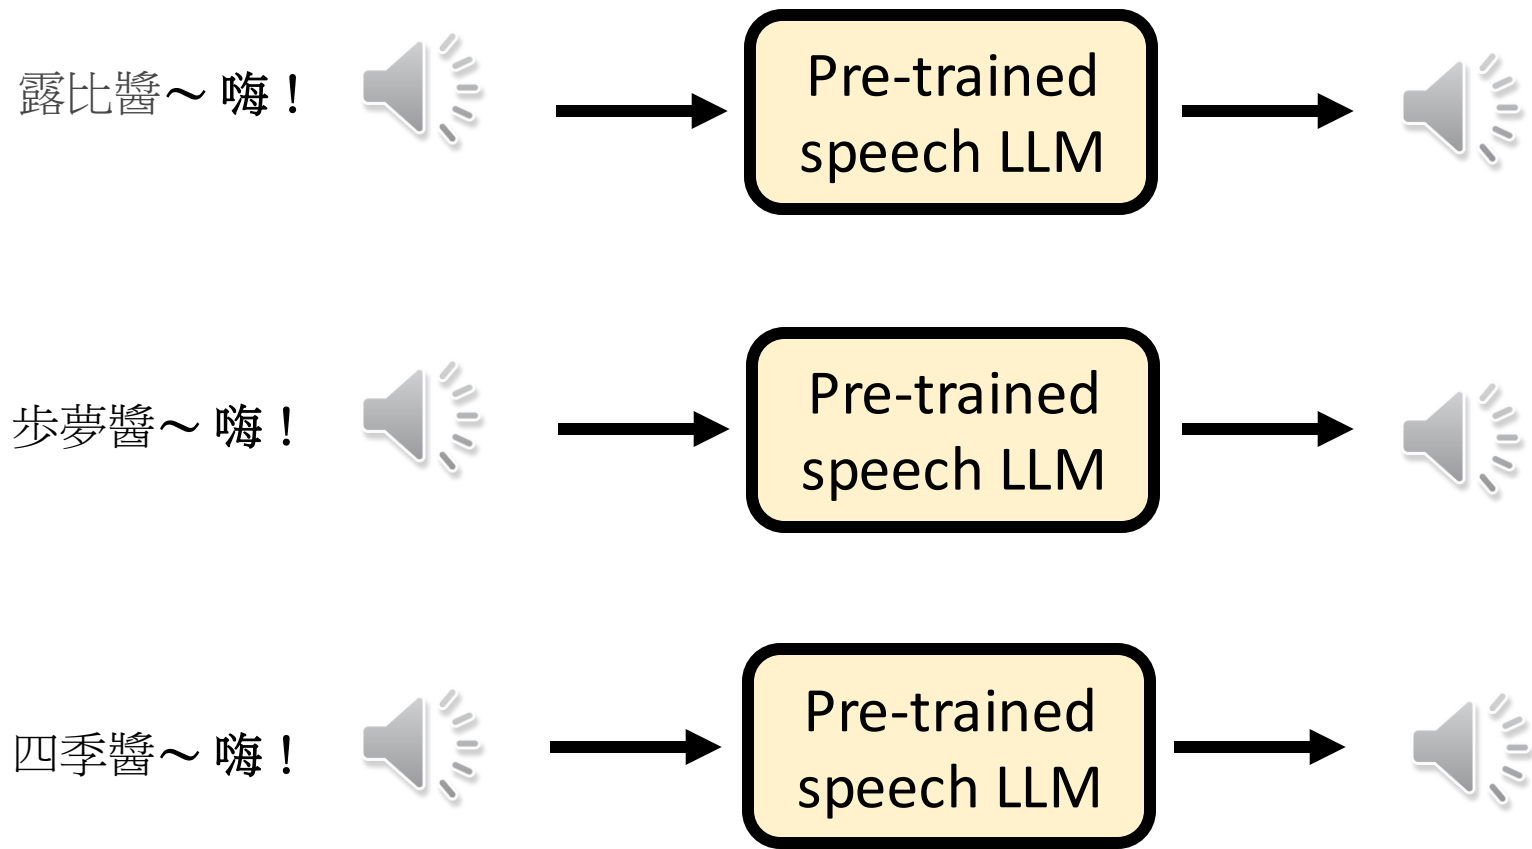 露比醬～ 嗨！
Pre-trained
speech LLM
歩夢醬～ 嗨！
Pre-trained
speech LLM
四季醬～ 嗨！
Pre-trained
speech LLM